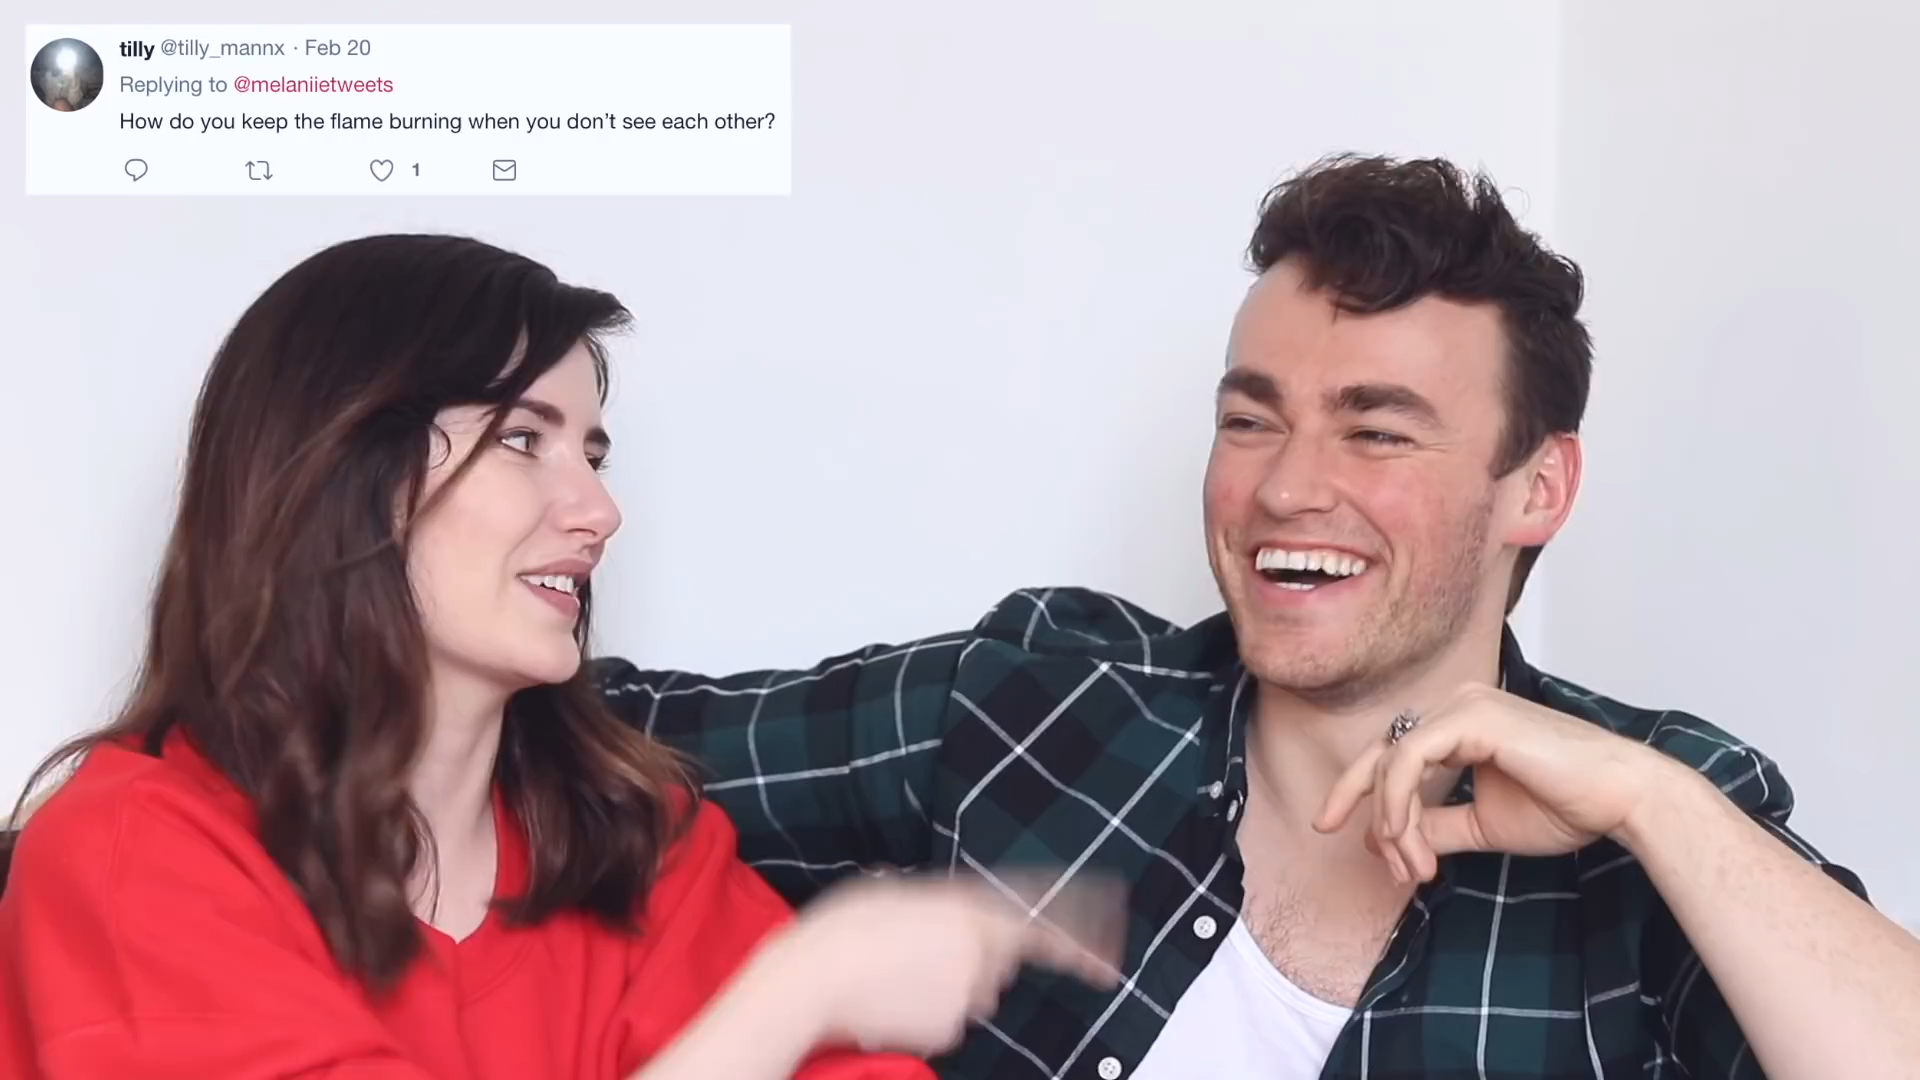 tilly @tilly_mannx · Feb 20
Replying to @melaniietweets
How do you keep the flame burning when you don’t see each other?
1